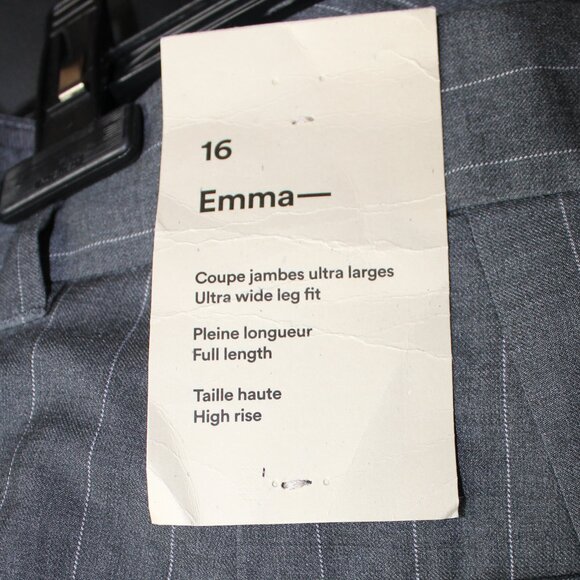 16
Emma—
Coupe jambes ultra larges
Ultra wide leg fit
Pleine longueur
Full length
Taille haute
High rise